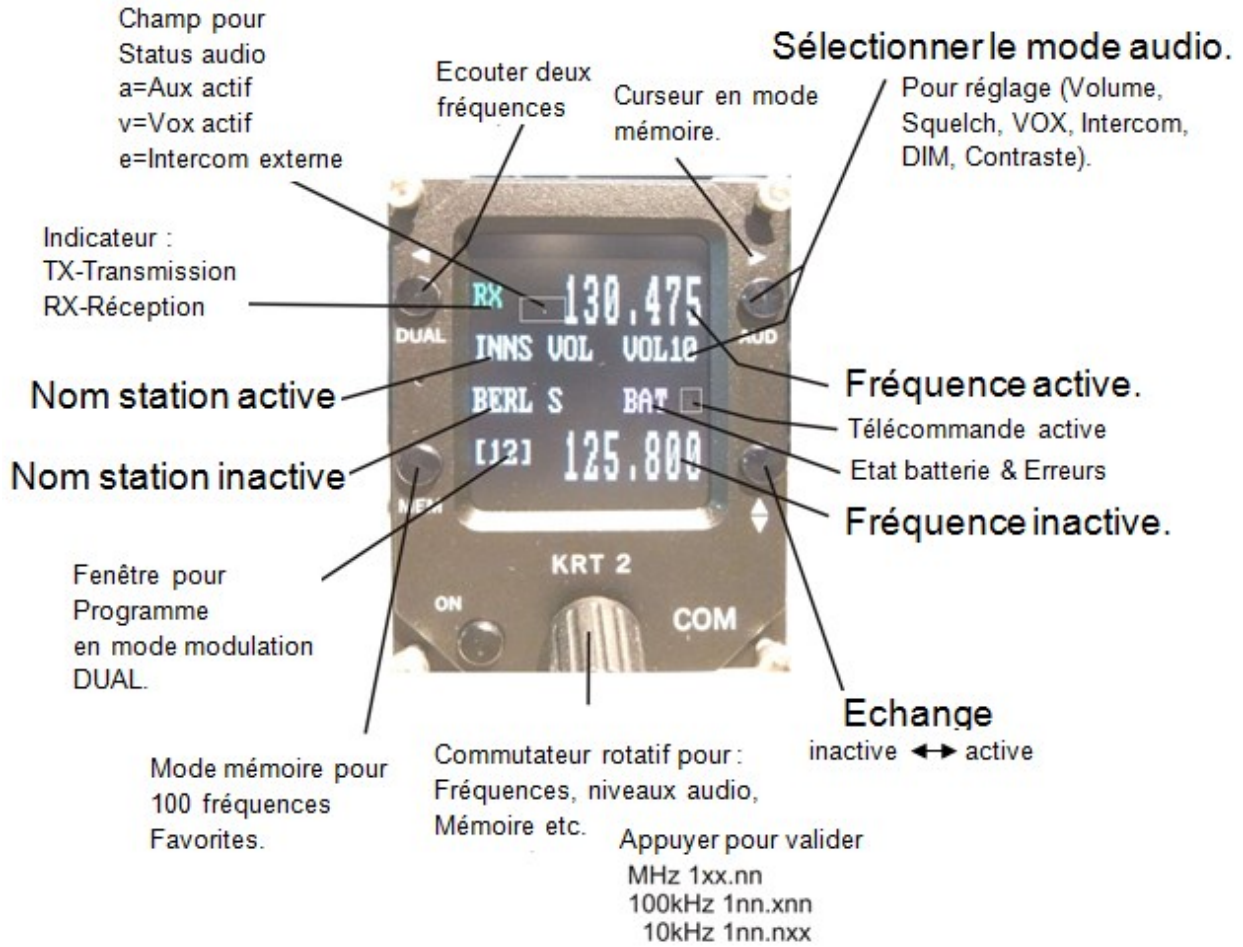 Champ pour
Status audio
a=Aux actif
v=Vox actif
e=Intercom externe
Ecouter deux
fréquences
Curseur en mode
mémoire.
Sélectionner le mode audio.
Pour réglage (Volume,
Squelch, VOX, Intercom,
DIM, Contraste).
Indicateur :
TX-Transmission
RX-Réception
Nom station active
Nom station inactive
RX 130.475
DUAL
AUD
INNS VOL VOL10
BERL S BAT
[12] 125.800
MEM
KRT 2
ON
COM
Fréquence active.
Télécommande active
Etat batterie & Erreurs
Fréquence inactive.
Fenêtre pour
Programme
en mode modulation
DUAL.
Mode mémoire pour
100 fréquences
Favorites.
Commutateur rotatif pour :
Fréquences, niveaux audio,
Mémoire etc.
Appuyer pour valider
MHz 1xx.nn
100kHz 1nn.xnn
10kHz 1nn.nxx
Echange
inactive ↔ active